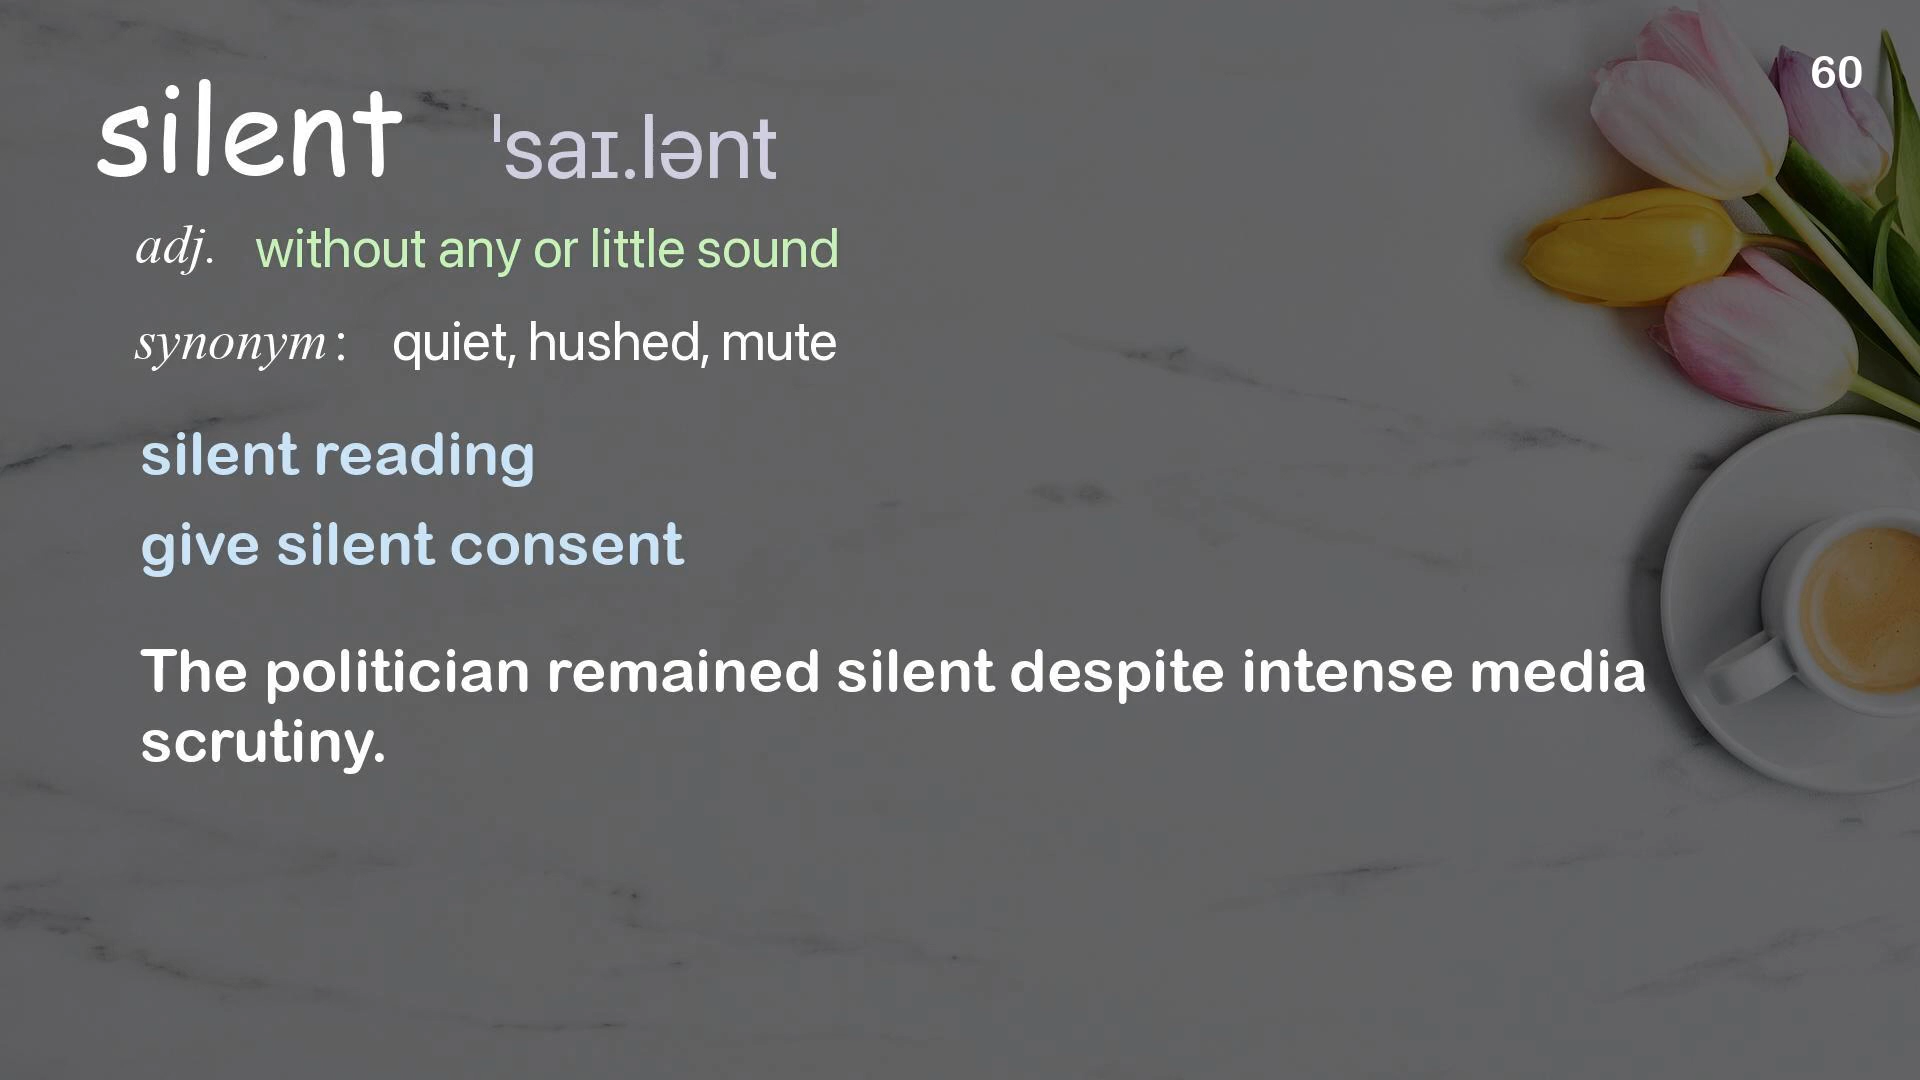 60
silent ˈsaɪ.lənt
adj. without any or little sound
synonym : quiet, hushed, mute
silent reading
give silent consent
The politician remained silent despite intense media
scrutiny.